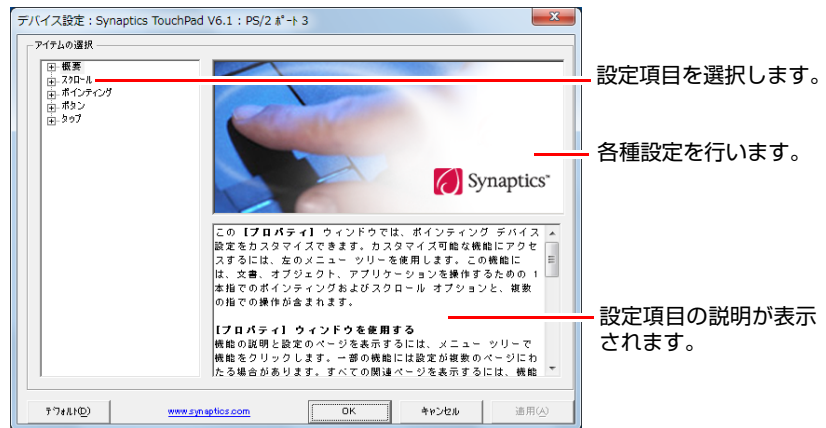 デバイス設定：Synaptics TouchPad V6.1：PS/2 ﾎﾟｰﾄ 3
アイテムの選択
概要
スクロール
ポインティング
ボタン
タップ
設定項目を選択します。
Synaptics™
各種設定を行います。
この【プロパティ】ウィンドウでは、ポインティング デバイス
設定をカスタマイズできます。カスタマイズ可能な機能にアクセ
スするには、左のメニュー ツリーを使用します。この機能に
は、文書、オブジェクト、アプリケーションを操作するための 1
本指でのポインティングおよびスクロール オプションと、複数
の指での操作が含まれます。
【プロパティ】ウィンドウを使用する
機能の説明と設定のページを表示するには、メニュー ツリーで
機能をクリックします。一部の機能には設定が複数のページにわ
たる場合があります。すべての関連ページを表示するには、機能
設定項目の説明が表示
されます。
ﾃﾞﾌｫﾙﾄ(D)
www.synaptics.com
OK
キャンセル
適用(A)